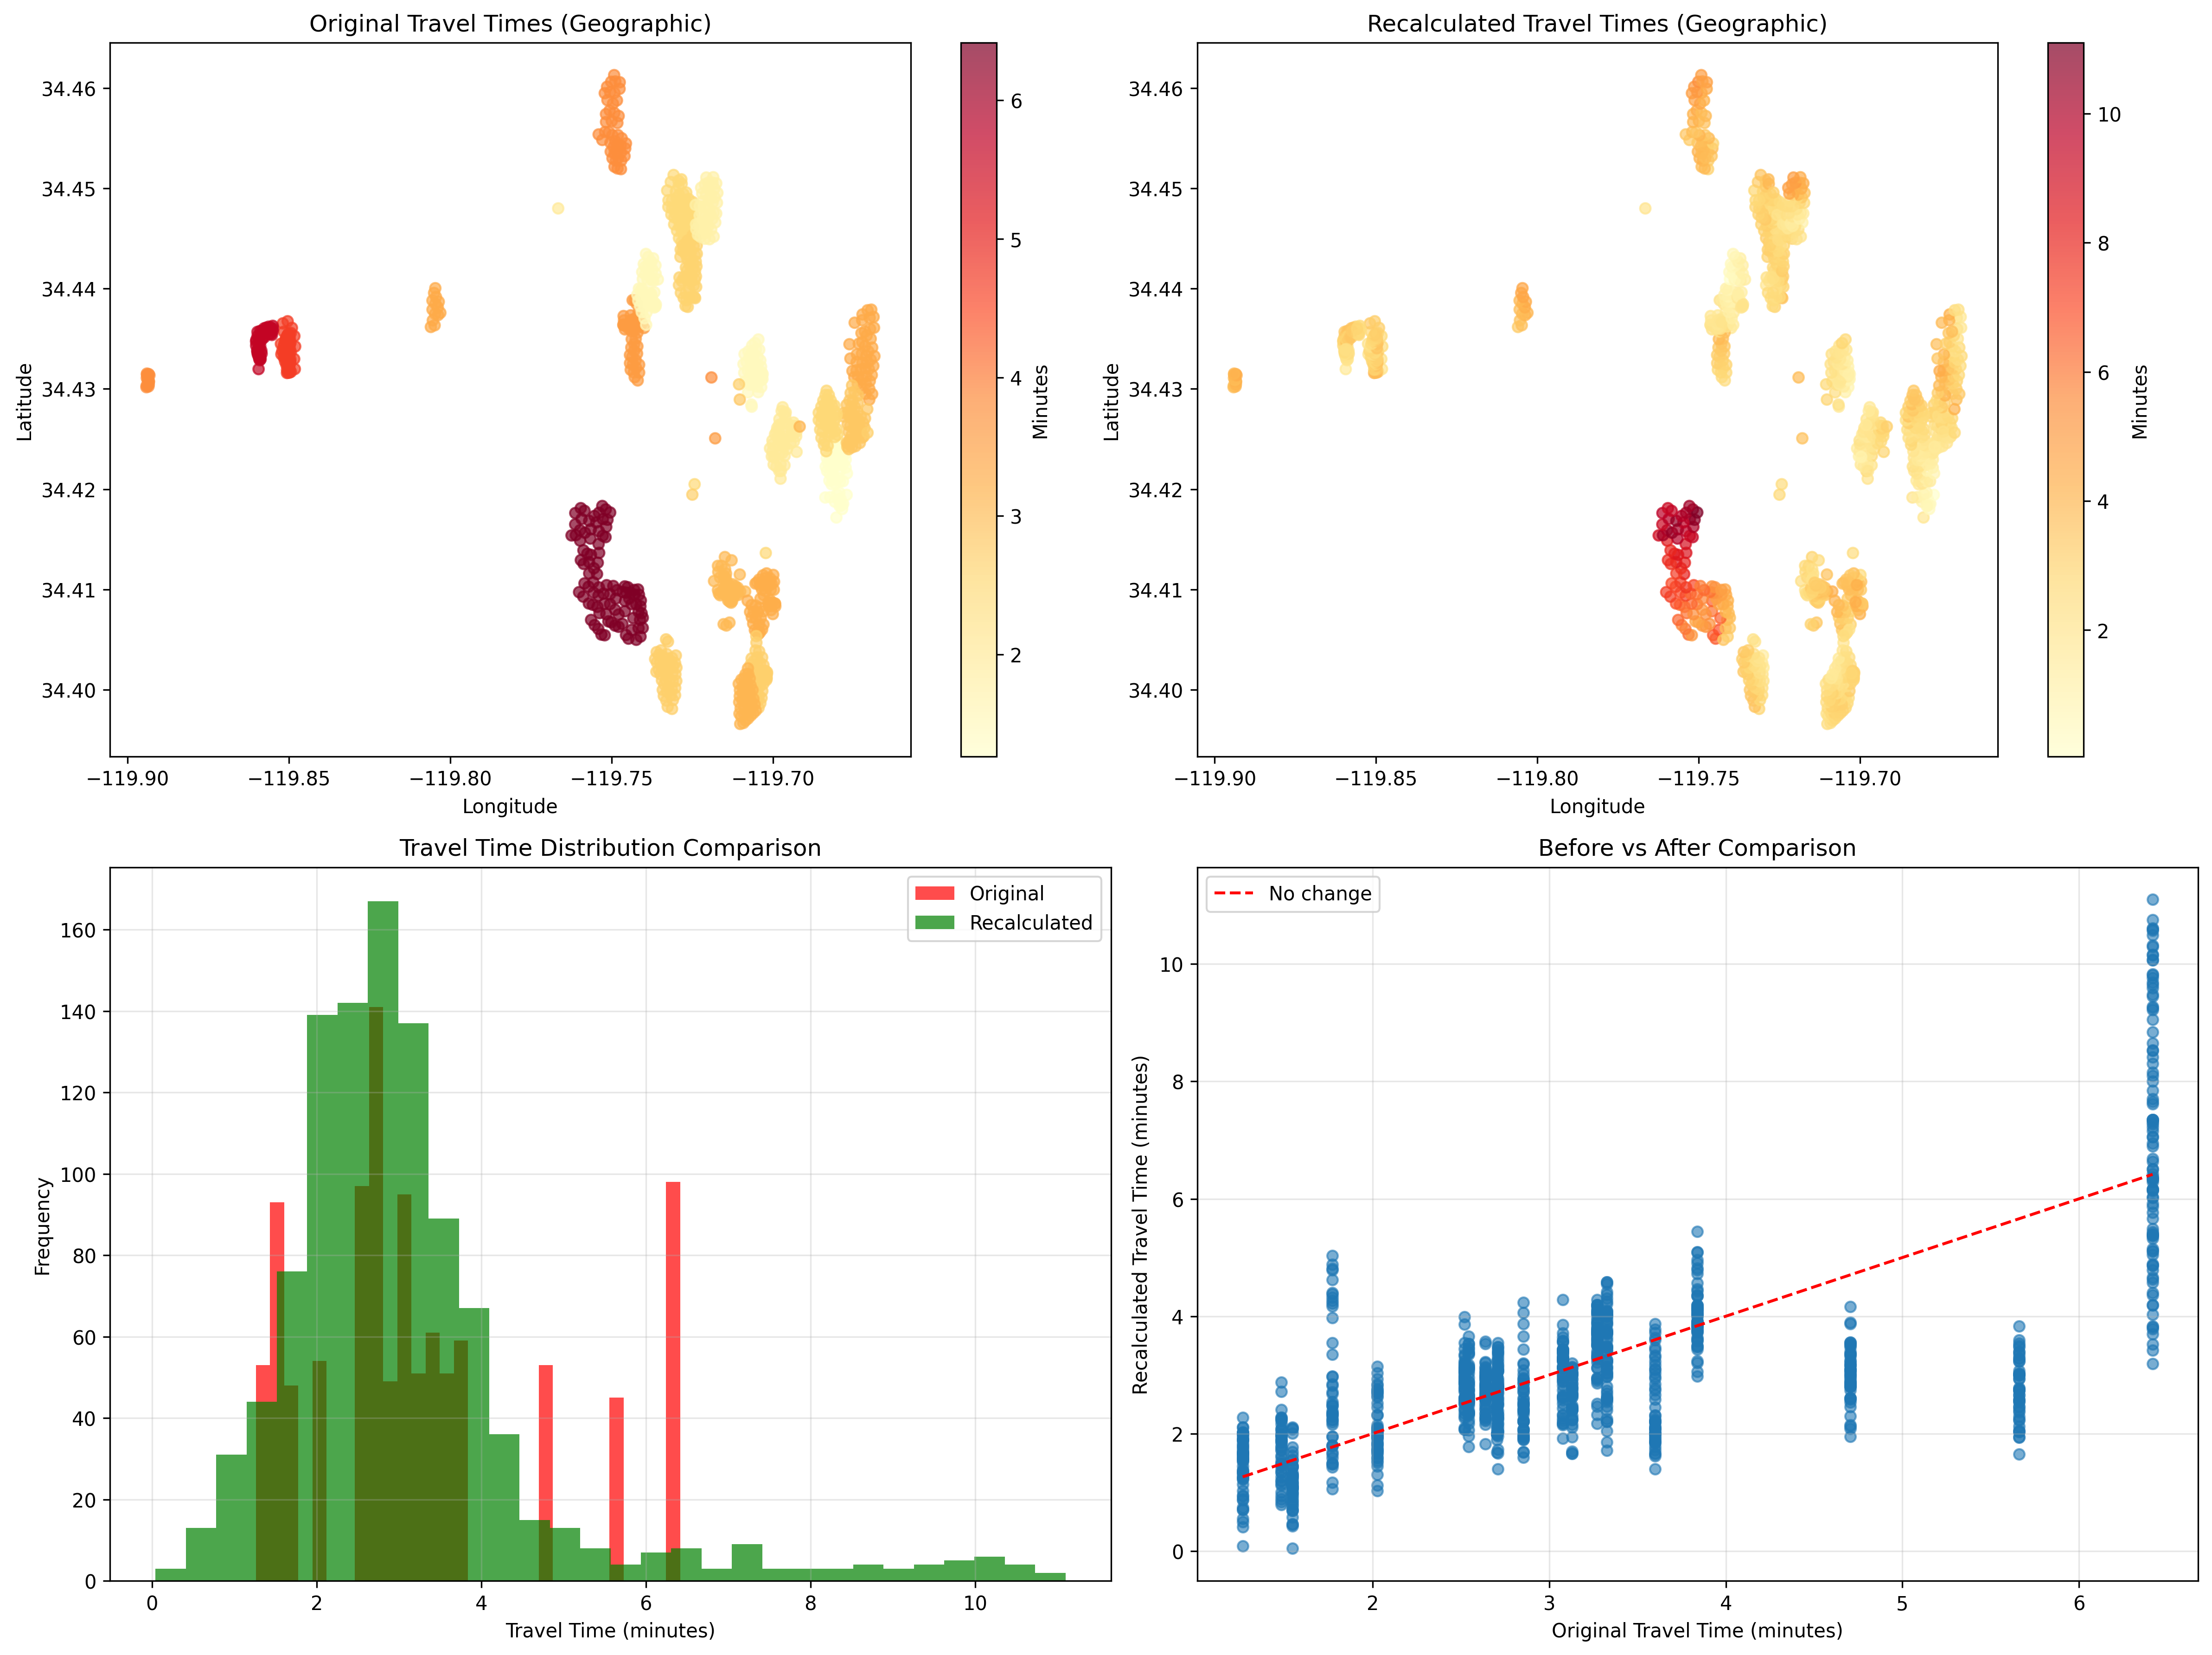 Original Travel Times (Geographic)
34.46
34.45
34.44
34.43
34.42
34.41
34.40
Latitude
−119.90 −119.85 −119.80 −119.75 −119.70
Longitude
6
5
4
3
2
Minutes
Recalculated Travel Times (Geographic)
34.46
34.45
34.44
34.43
34.42
34.41
34.40
Latitude
−119.90 −119.85 −119.80 −119.75 −119.70
Longitude
10
8
6
4
2
Minutes
Travel Time Distribution Comparison
Original
Recalculated
160
140
120
100
80
60
40
20
0
Frequency
0 2 4 6 8 10
Travel Time (minutes)
Before vs After Comparison
No change
10
8
6
4
2
0
Recalculated Travel Time (minutes)
2 3 4 5 6
Original Travel Time (minutes)